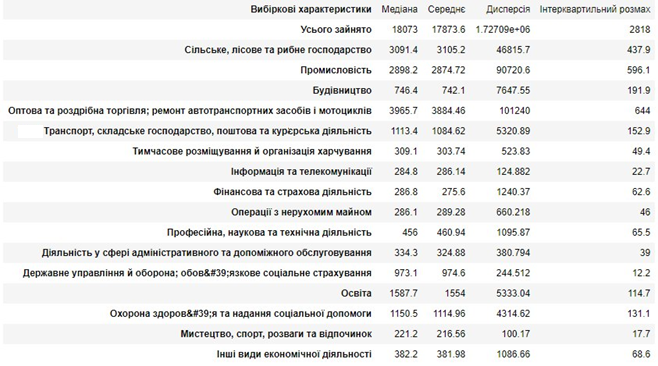 Вибіркові характеристики Медіана Середнє Дисперсія Інтерквартильний розмах
Усього зайнято 18073 17873.6 1.72709e+06 2818
Сільське, лісове та рибне господарство 3091.4 3105.2 46815.7 437.9
Промисловість 2898.2 2874.72 90720.6 596.1
Будівництво 746.4 742.1 7647.55 191.9
Оптова та роздрібна торгівля; ремонт автотранспортних засобів і мотоциклів 3965.7 3884.46 101240 644
Транспорт, складське господарство, поштова та курєрська діяльність 1113.4 1084.62 5320.89 152.9
Тимчасове розміщування й організація харчування 309.1 303.74 523.83 49.4
Інформація та телекомунікації 284.8 286.14 124.882 22.7
Фінансова та страхова діяльність 286.8 275.6 1240.37 62.6
Операції з нерухомим майном 286.1 289.28 660.218 46
Професійна, наукова та технічна діяльність 456 460.94 1095.87 65.5
Діяльність у сфері адміністративного та допоміжного обслуговування 334.3 324.88 380.794 39
Державне управління й оборона; обов&#39;язкове соціальне страхування 973.1 974.6 244.512 12.2
Освіта 1587.7 1554 5333.04 114.7
Охорона здоров&#39;я та надання соціальної допомоги 1150.5 1114.96 4314.62 131.1
Мистецтво, спорт, розваги та відпочинок 221.2 216.56 100.17 17.7
Інші види економічної діяльності 382.2 381.98 1086.66 68.6